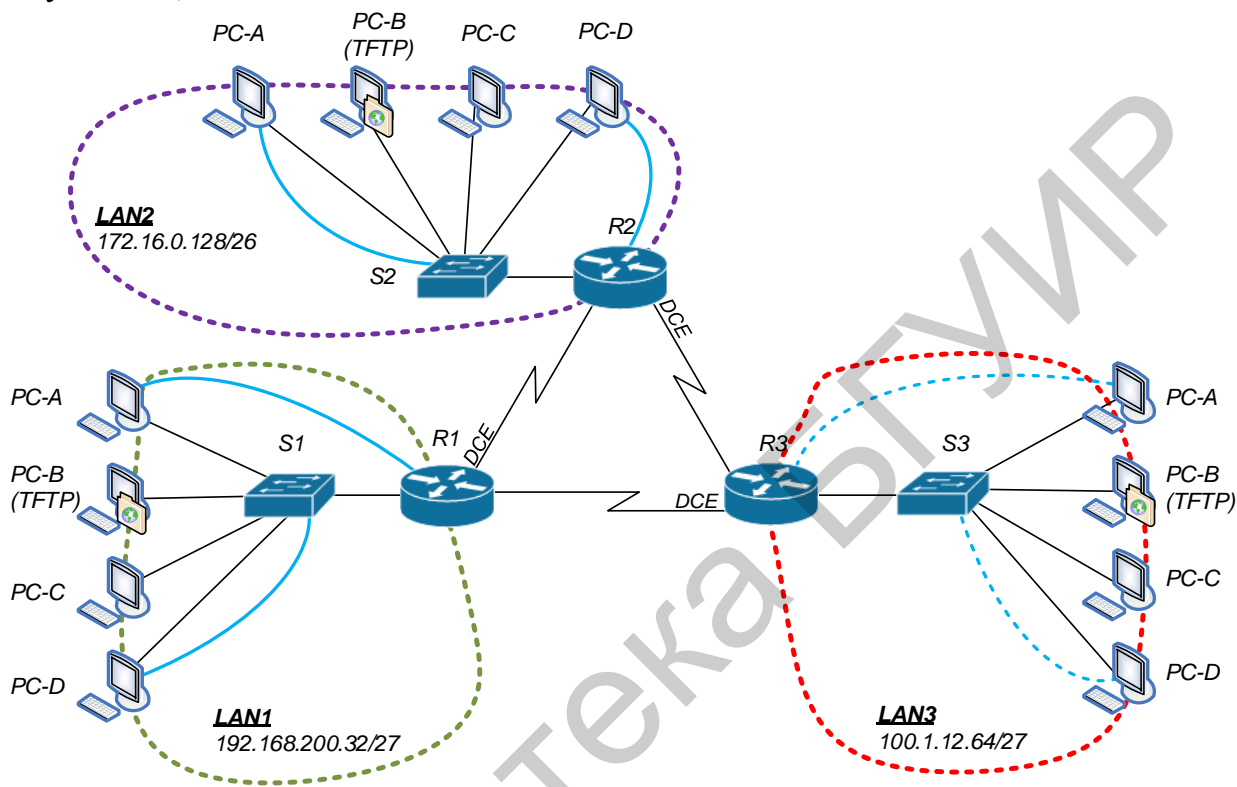 PC-A
PC-B
(TFTP)
PC-C
PC-D
LAN2
172.16.0.128/26
S2
R2
DCE
DCE
PC-A
PC-B
(TFTP)
PC-C
PC-D
S1
R1
DCE
LAN1
192.168.200.32/27
DCE
R3
S3
PC-A
PC-B
(TFTP)
PC-C
PC-D
LAN3
100.1.12.64/27
тека БГУИР